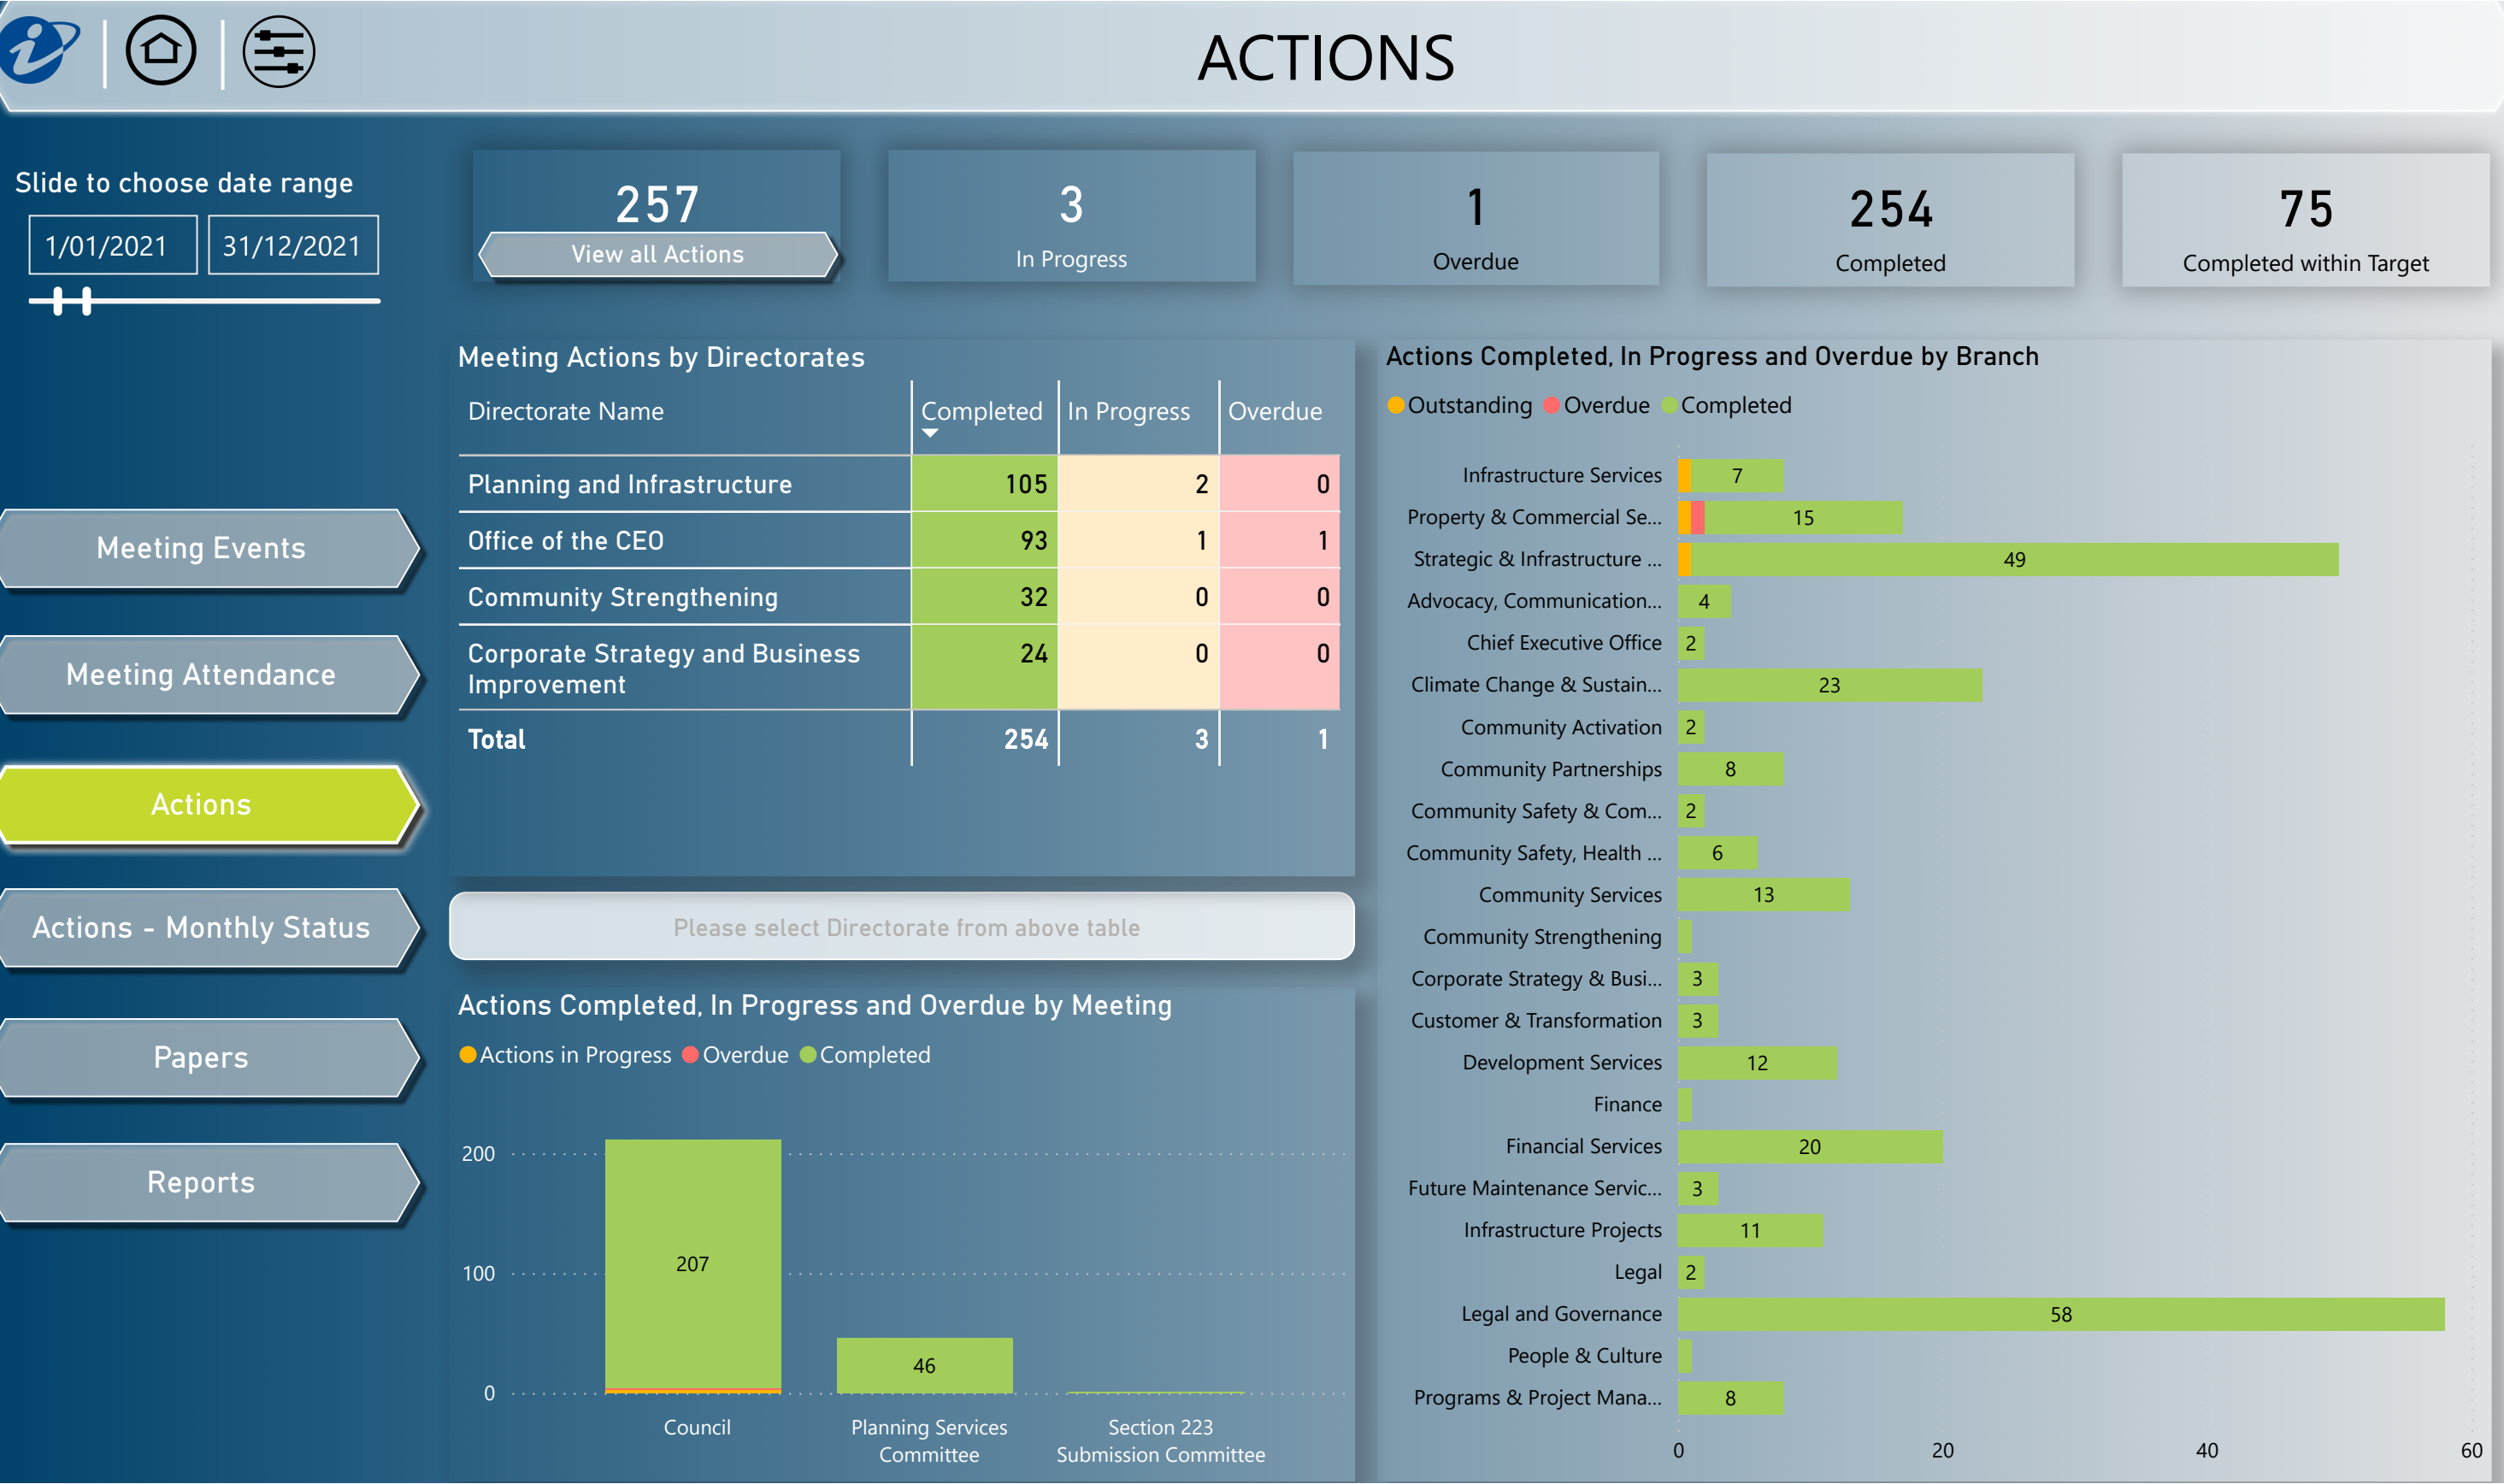 ACTIONS
Slide to choose date range
1/01/2021 31/12/2021
257
View all Actions
3
In Progress
1
Overdue
254
Completed
75
Completed within Target
Meeting Events
Meeting Attendance
Actions
Actions - Monthly Status
Papers
Reports
Meeting Actions by Directorates
Directorate Name Completed In Progress Overdue
Planning and Infrastructure 105 2 0
Office of the CEO 93 1 1
Community Strengthening 32 0 0
Corporate Strategy and Business 24 0 0
Improvement
Total 254 3 1
Please select Directorate from above table
Actions Completed, In Progress and Overdue by Meeting
Actions in Progress Overdue Completed
200
100
0
207
46
Council
Planning Services
Committee
Section 223
Submission Committee
Actions Completed, In Progress and Overdue by Branch
Outstanding Overdue Completed
Infrastructure Services 7
Property & Commercial Se... 15
Strategic & Infrastructure ... 49
Advocacy, Communication... 4
Chief Executive Office 2
Climate Change & Sustain... 23
Community Activation 2
Community Partnerships 8
Community Safety & Com... 2
Community Safety, Health ... 6
Community Services 13
Community Strengthening
Corporate Strategy & Busi... 3
Customer & Transformation 3
Development Services 12
Finance
Financial Services 20
Future Maintenance Servic... 3
Infrastructure Projects 11
Legal 2
Legal and Governance 58
People & Culture
Programs & Project Mana... 8
0 20 40 60